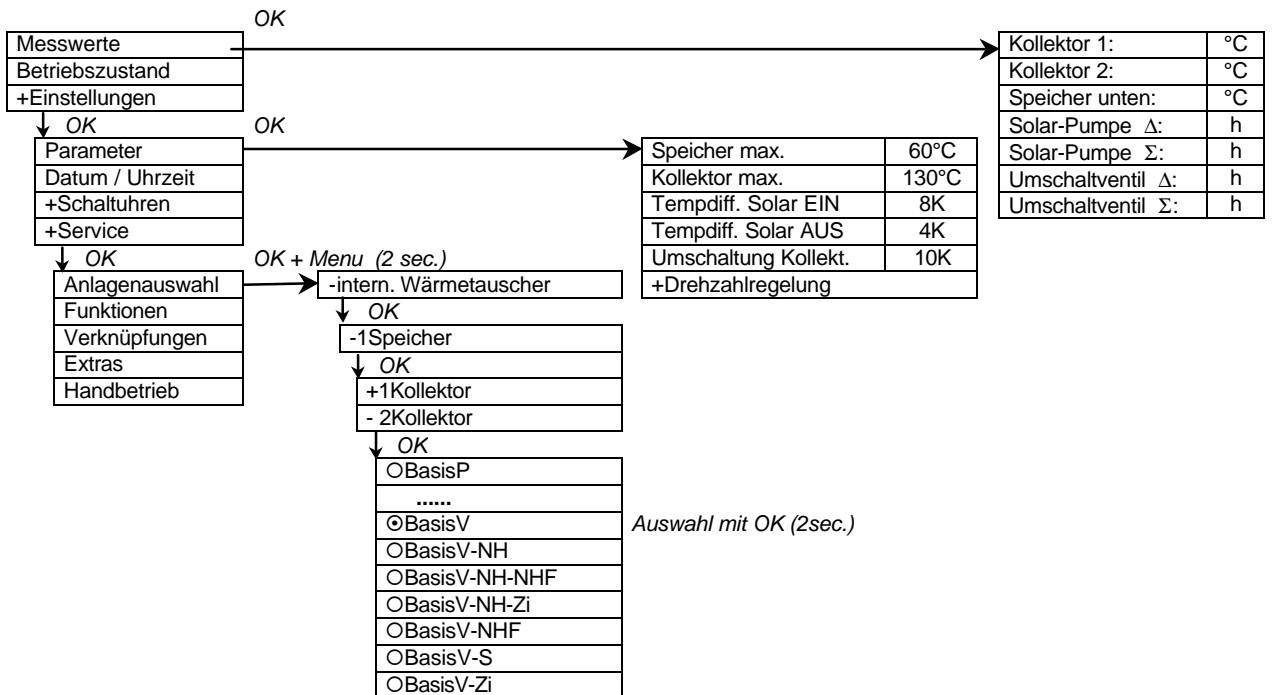 OK
Messwerte
Betriebszustand
+Einstellungen
Kollektor 1: °C
Kollektor 2: °C
Speicher unten: °C
Solar-Pumpe Δ: h
Solar-Pumpe Σ: h
Umschaltventil Δ: h
Umschaltventil Σ: h
OK
OK
Parameter
Datum / Uhrzeit
+Schaltuhren
+Service
Speicher max. 60°C
Kollektor max. 130°C
Tempdiff. Solar EIN 8K
Tempdiff. Solar AUS 4K
Umschaltung Kollekt. 10K
+Drehzahlregelung
OK
OK + Menu (2 sec.)
Anlagenauswahl
Funktionen
Verknüpfungen
Extras
Handbetrieb
-intern. Wärmetauscher
OK
-1Speicher
OK
+1Kollektor
- 2Kollektor
OK
○BasisP
......
⊙BasisV
Auswahl mit OK (2sec.)
○BasisV-NH
○BasisV-NH-NHF
○BasisV-NH-Zi
○BasisV-NHF
○BasisV-S
○BasisV-Zi